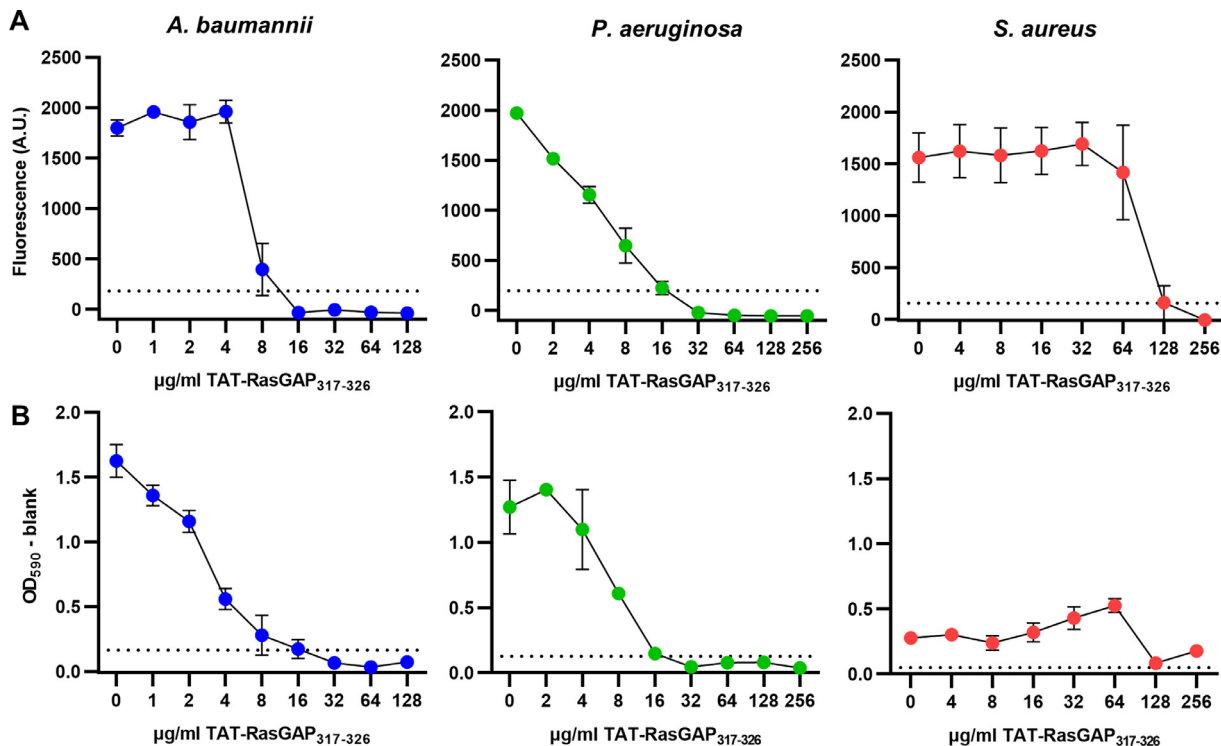 A
A. baumannii
P. aeruginosa
S. aureus
Fluorescence (A.U.)
2500
2000
1500
1000
500
0
0 1 2 4 8 16 32 64 128
µg/ml TAT-RasGAP317-326
2500
2000
1500
1000
500
0
0 2 4 8 16 32 64 128 256
µg/ml TAT-RasGAP317-326
2500
2000
1500
1000
500
0
0 4 8 16 32 64 128 256
µg/ml TAT-RasGAP317-326
B
OD590 - blank
2.0
1.5
1.0
0.5
0.0
0 1 2 4 8 16 32 64 128
µg/ml TAT-RasGAP317-326
2.0
1.5
1.0
0.5
0.0
0 2 4 8 16 32 64 128 256
µg/ml TAT-RasGAP317-326
2.0
1.5
1.0
0.5
0.0
0 4 8 16 32 64 128 256
µg/ml TAT-RasGAP317-326